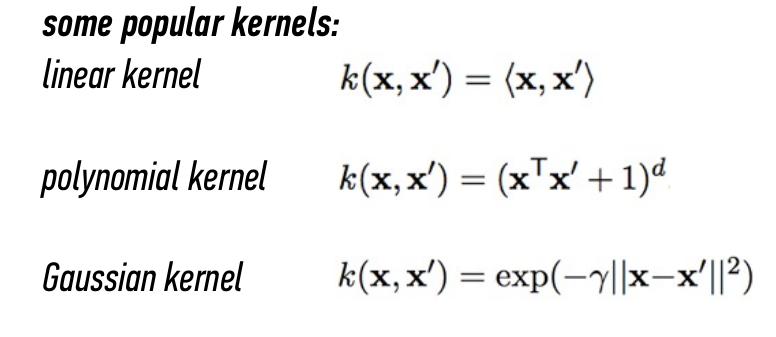 some popular kernels:
linear kernel k(x, x′) = ⟨x, x′⟩
polynomial kernel k(x, x′) = (xᵀx′ + 1)ᵈ
Gaussian kernel k(x, x′) = exp(−γ||x−x′||²)